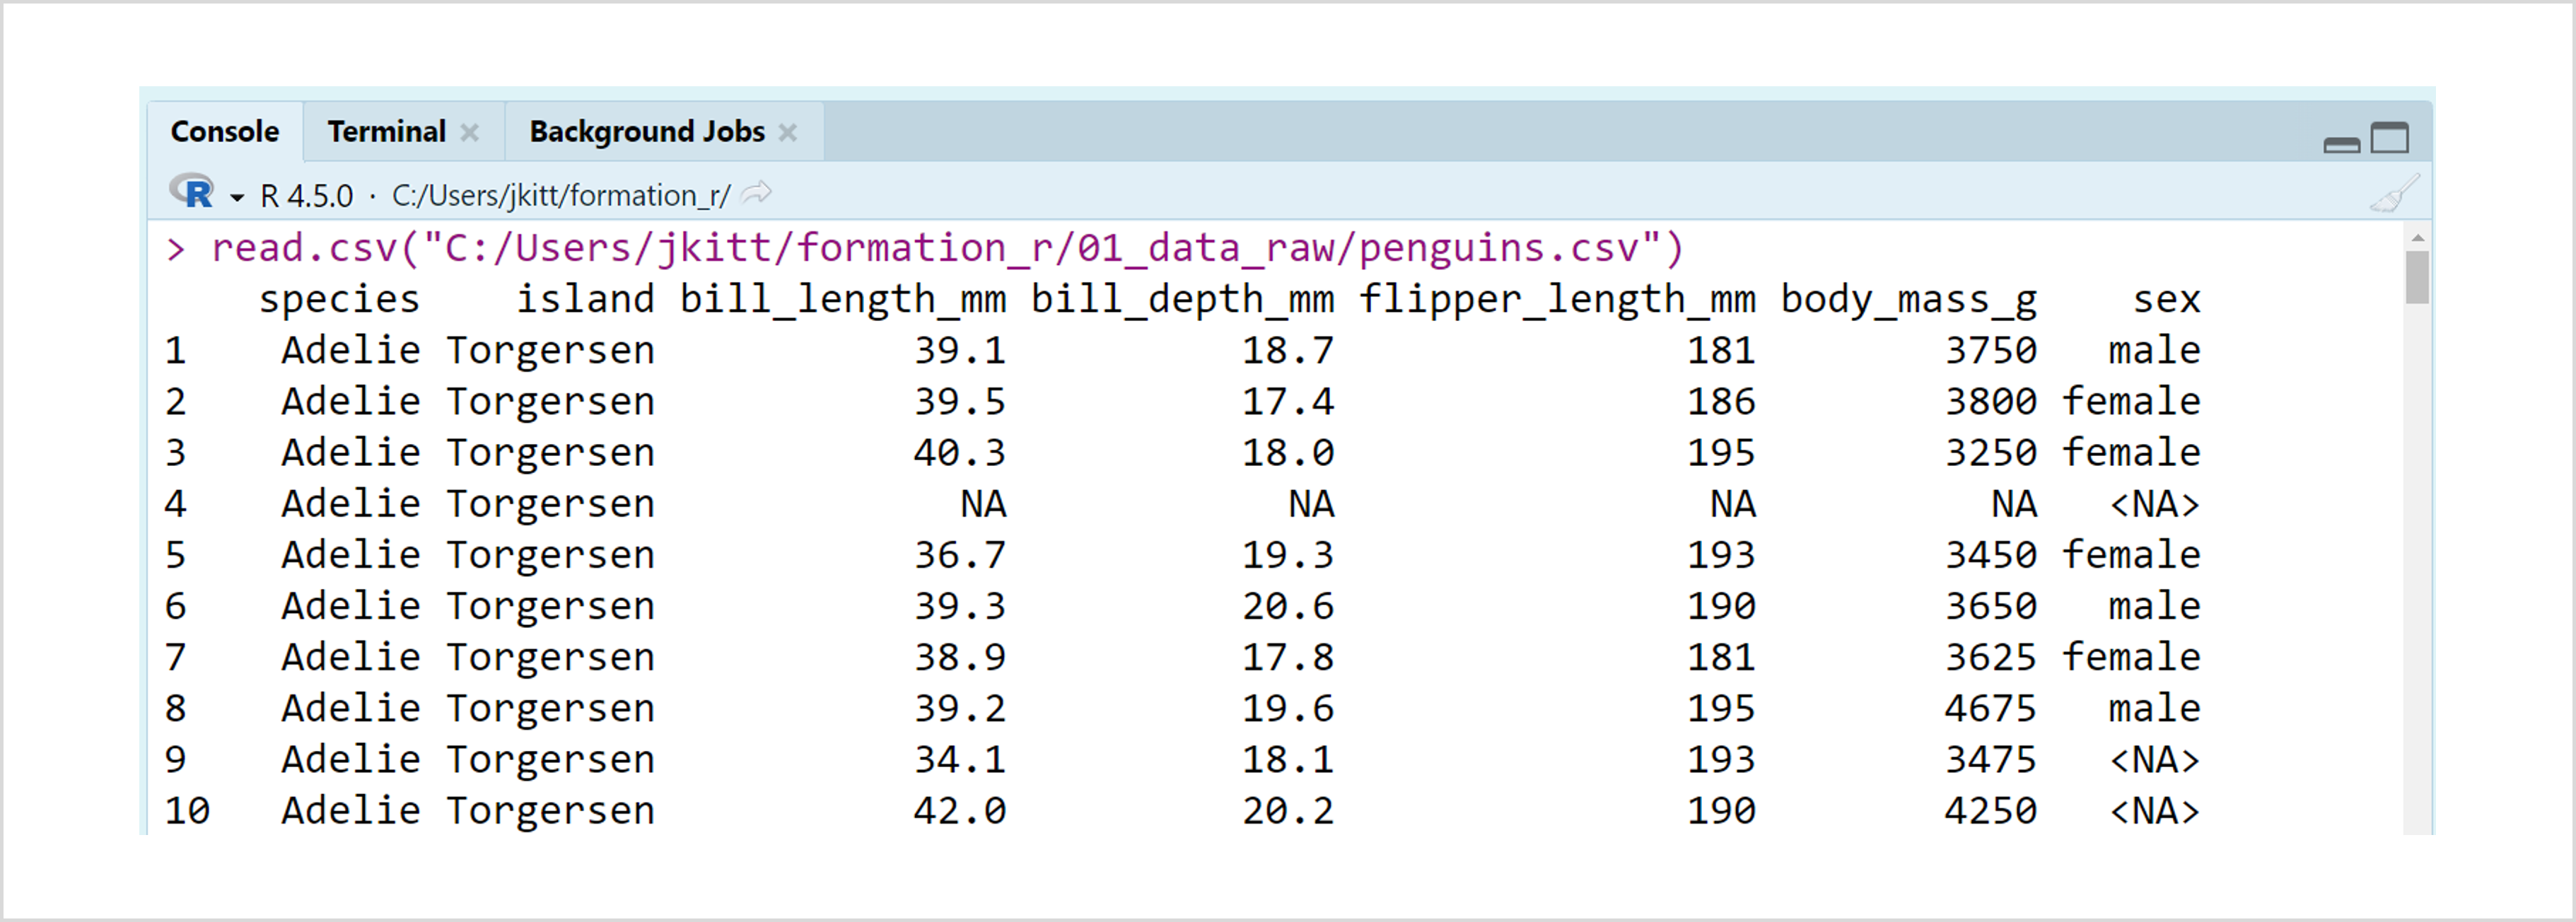 Console Terminal Background Jobs
R R 4.5.0 · C:/Users/jkitt/formation_r/
> read.csv("C:/Users/jkitt/formation_r/01_data_raw/penguins.csv")
species island bill_length_mm bill_depth_mm flipper_length_mm body_mass_g sex
1 Adelie Torgersen 39.1 18.7 181 3750 male
2 Adelie Torgersen 39.5 17.4 186 3800 female
3 Adelie Torgersen 40.3 18.0 195 3250 female
4 Adelie Torgersen NA NA NA NA <NA>
5 Adelie Torgersen 36.7 19.3 193 3450 female
6 Adelie Torgersen 39.3 20.6 190 3650 male
7 Adelie Torgersen 38.9 17.8 181 3625 female
8 Adelie Torgersen 39.2 19.6 195 4675 male
9 Adelie Torgersen 34.1 18.1 193 3475 <NA>
10 Adelie Torgersen 42.0 20.2 190 4250 <NA>